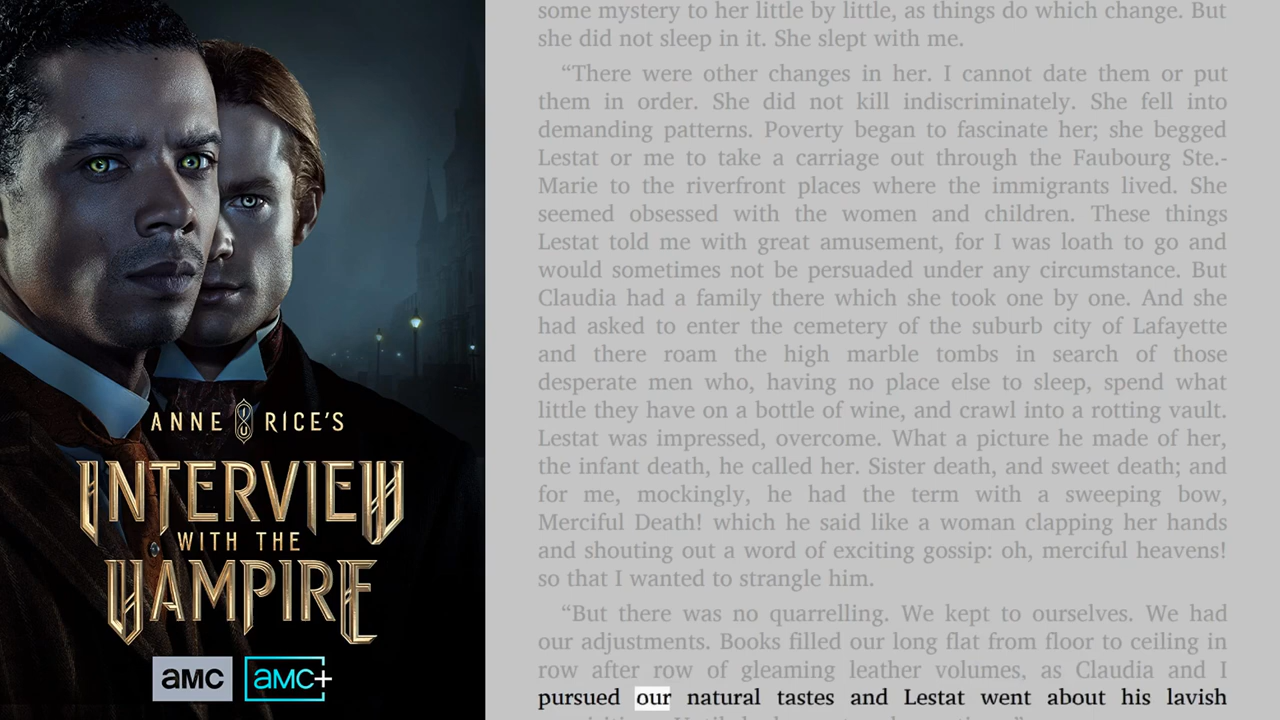 ANNE RICE'S
INTERVIEW
WITH THE
VAMPIRE
aMC
aMC+
some mystery to her little by little, as things do which change. But
she did not sleep in it. She slept with me.
“There were other changes in her. I cannot date them or put
them in order. She did not kill indiscriminately. She fell into
demanding patterns. Poverty began to fascinate her; she begged
Lestat or me to take a carriage out through the Faubourg Ste.-
Marie to the riverfront places where the immigrants lived. She
seemed obsessed with the women and children. These things
Lestat told me with great amusement, for I was loath to go and
would sometimes not be persuaded under any circumstance. But
Claudia had a family there which she took one by one. And she
had asked to enter the cemetery of the suburb city of Lafayette
and there roam the high marble tombs in search of those
desperate men who, having no place else to sleep, spend what
little they have on a bottle of wine, and crawl into a rotting vault.
Lestat was impressed, overcome. What a picture he made of her,
the infant death, he called her. Sister death, and sweet death; and
for me, mockingly, he had the term with a sweeping bow,
Merciful Death! which he said like a woman clapping her hands
and shouting out a word of exciting gossip: oh, merciful heavens!
so that I wanted to strangle him.
“But there was no quarrelling. We kept to ourselves. We had
our adjustments. Books filled our long flat from floor to ceiling in
row after row of gleaming leather volumes, as Claudia and I
pursued our natural tastes and Lestat went about his lavish